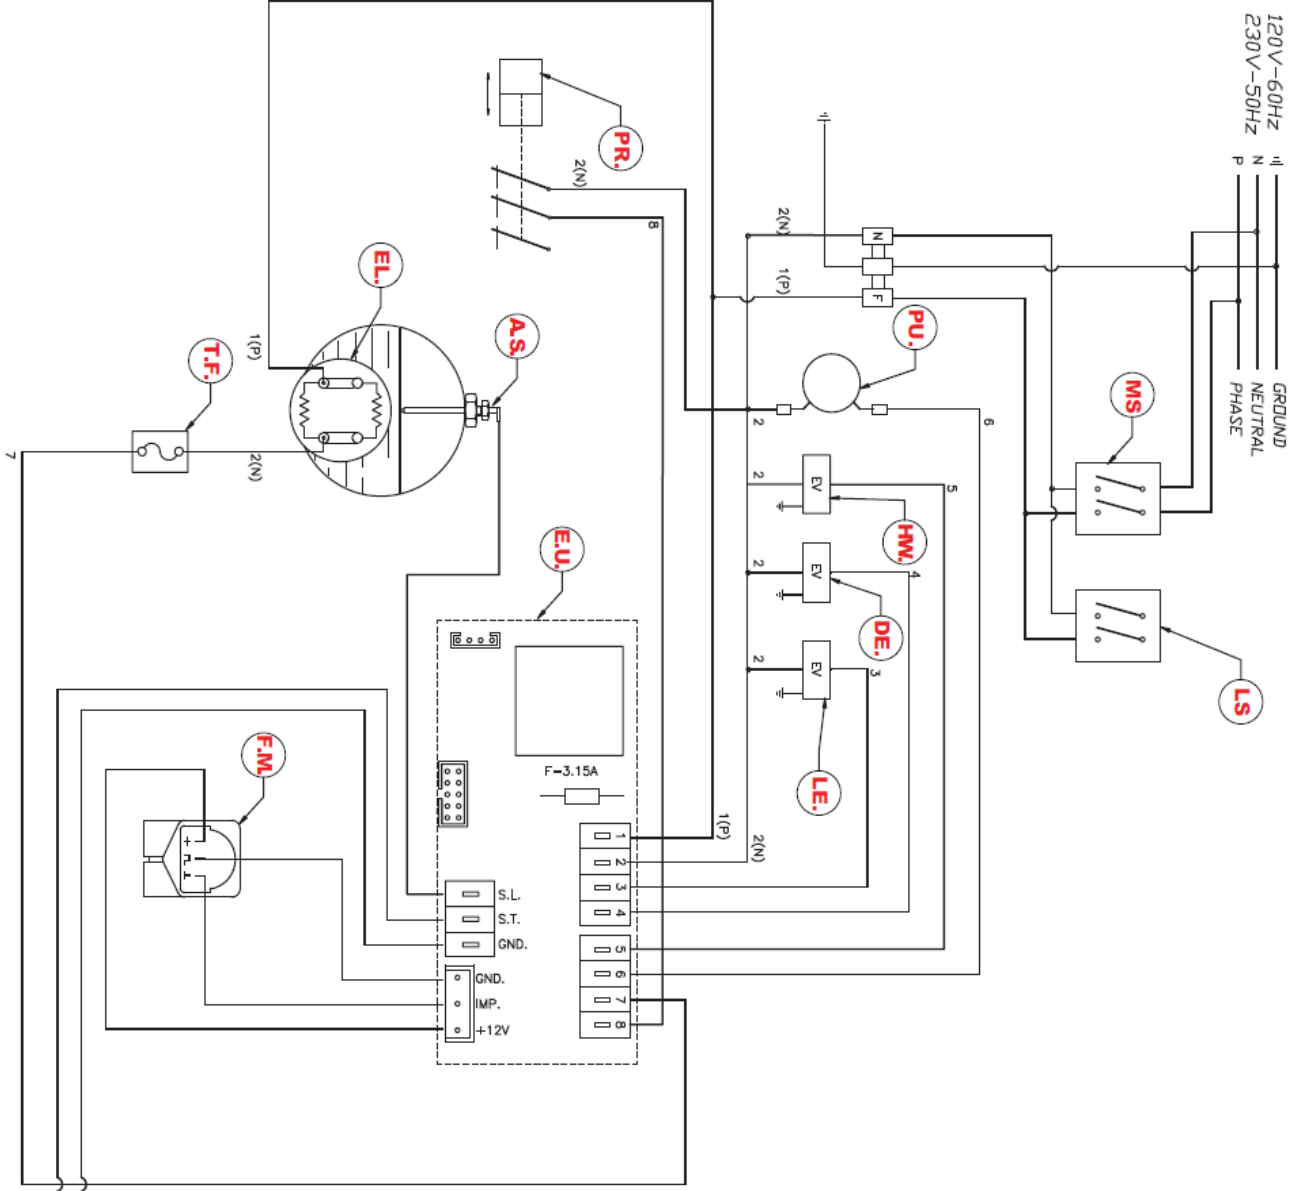 120V-60Hz
230V-50Hz
P
N
GROUND
NEUTRAL
PHASE
PR.
2(N)
8
2(N)
1(P)
N
F
EL.
A.S.
PU.
MS
T.F.
1(P)
2(N)
7
2
6
2
EV
5
HW.
E.U.
2
EV
4
DE.
2
EV
3
LE.
LS
F-3.15A
F.M.
1(P)
2(N)
1
2
3
4
5
6
7
8
S.L.
S.T.
GND.
GND.
IMP.
+12V
+